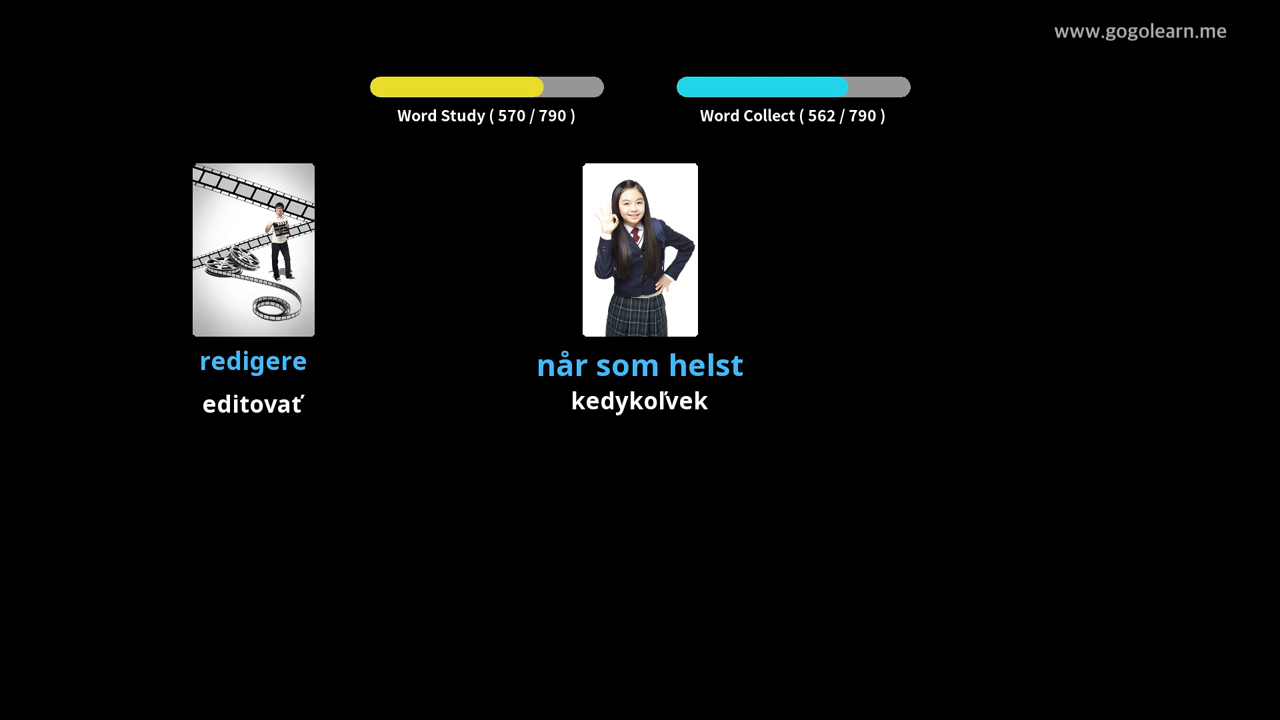 www.gogolearn.me
Word Study ( 570 / 790 )
Word Collect ( 562 / 790 )
redigere
editovať
når som helst
kedykoľvek